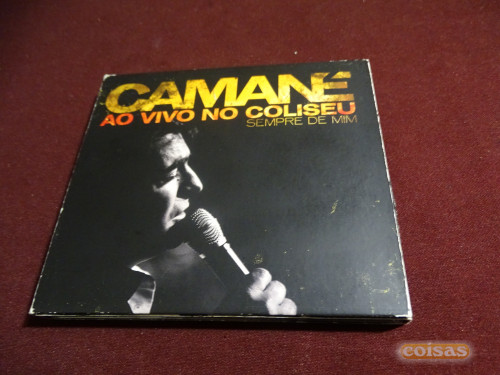 CAMANÉ
AO VIVO NO COLISEU
SEMPRE DE MIM
coisas